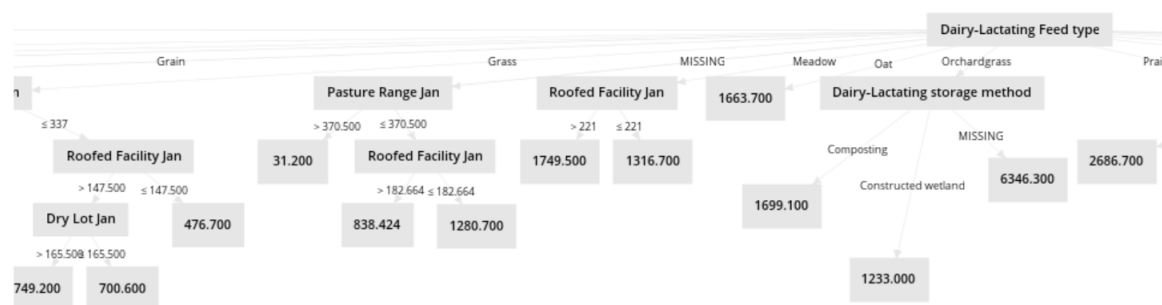 Dairy-Lactating Feed type
Grain
Grass
MISSING
Meadow
Oat
Orchardgrass
Prai
n
Pasture Range Jan
Roofed Facility Jan
1663.700
Dairy-Lactating storage method
≤ 337
> 370.500
≤ 370.500
> 221
≤ 221
MISSING
Composting
Roofed Facility Jan
31.200
Roofed Facility Jan
1749.500
1316.700
2686.700
6346.300
Constructed wetland
> 147.500
≤ 147.500
> 182.664
≤ 182.664
1699.100
Dry Lot Jan
476.700
838.424
1280.700
> 165.500
≤ 165.500
1233.000
749.200
700.600